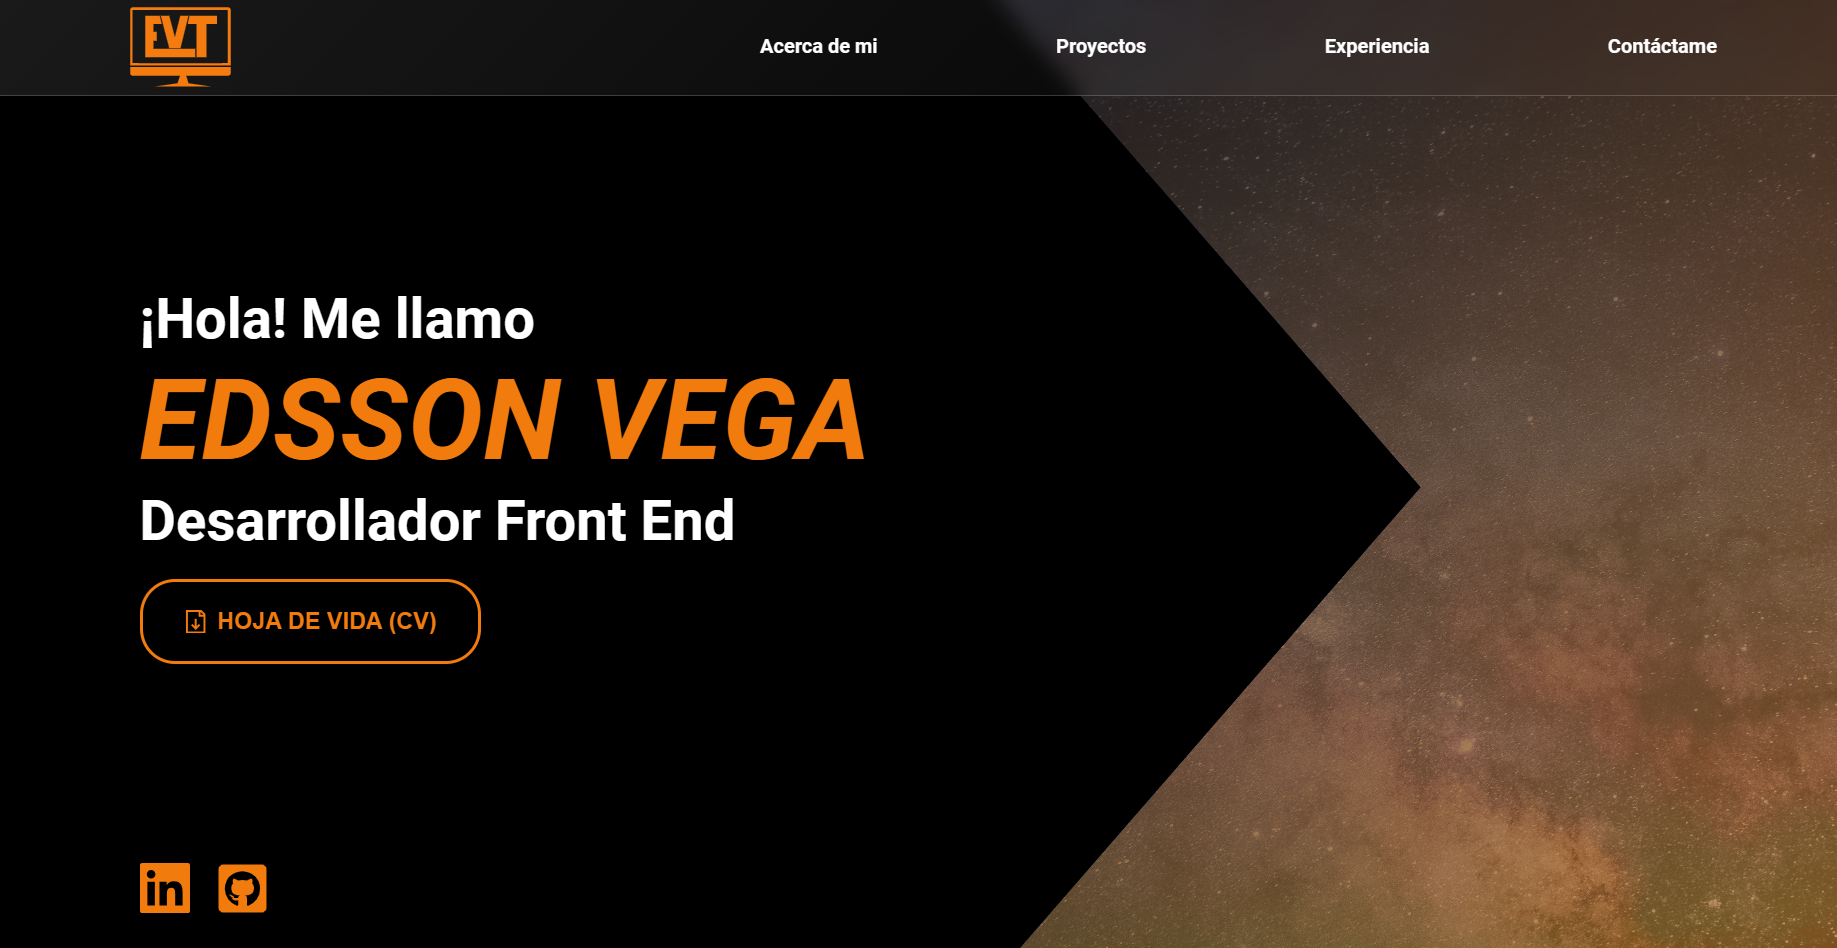 EVT
Acerca de mi
Proyectos
Experiencia
Contáctame
¡Hola! Me llamo
EDSSON VEGA
Desarrollador Front End
HOJA DE VIDA (CV)
in